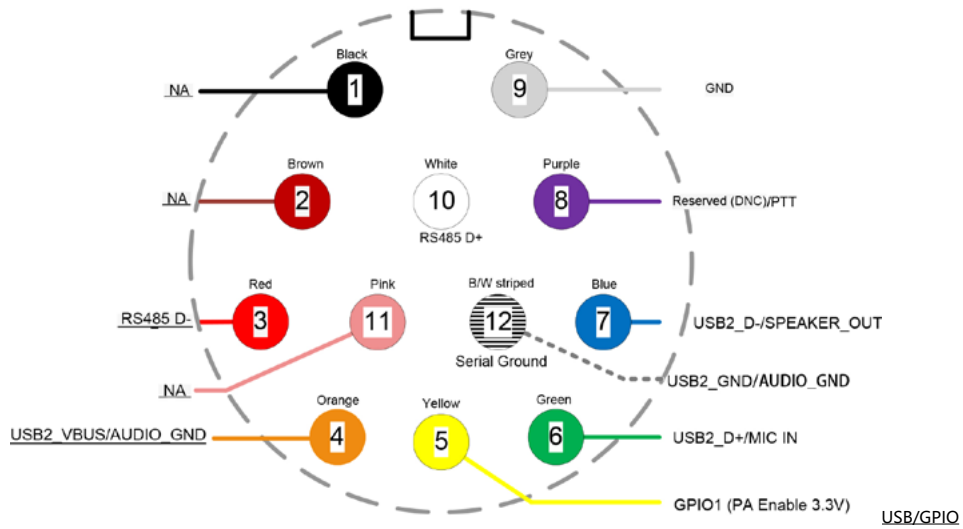 Black
Grey
1
9
NA
GND
Brown
White
Purple
2
10
8
NA
Reserved (DNC)/PTT
RS485 D+
Red
Pink
B/W striped
Blue
RS485 D-
3
11
12
7
USB2_D-/SPEAKER_OUT
Serial Ground
NA
USB2_GND/AUDIO_GND
Orange
Yellow
Green
USB2_VBUS/AUDIO_GND
4
5
6
USB2_D+/MIC IN
GPIO1 (PA Enable 3.3V)
USB/GPIO